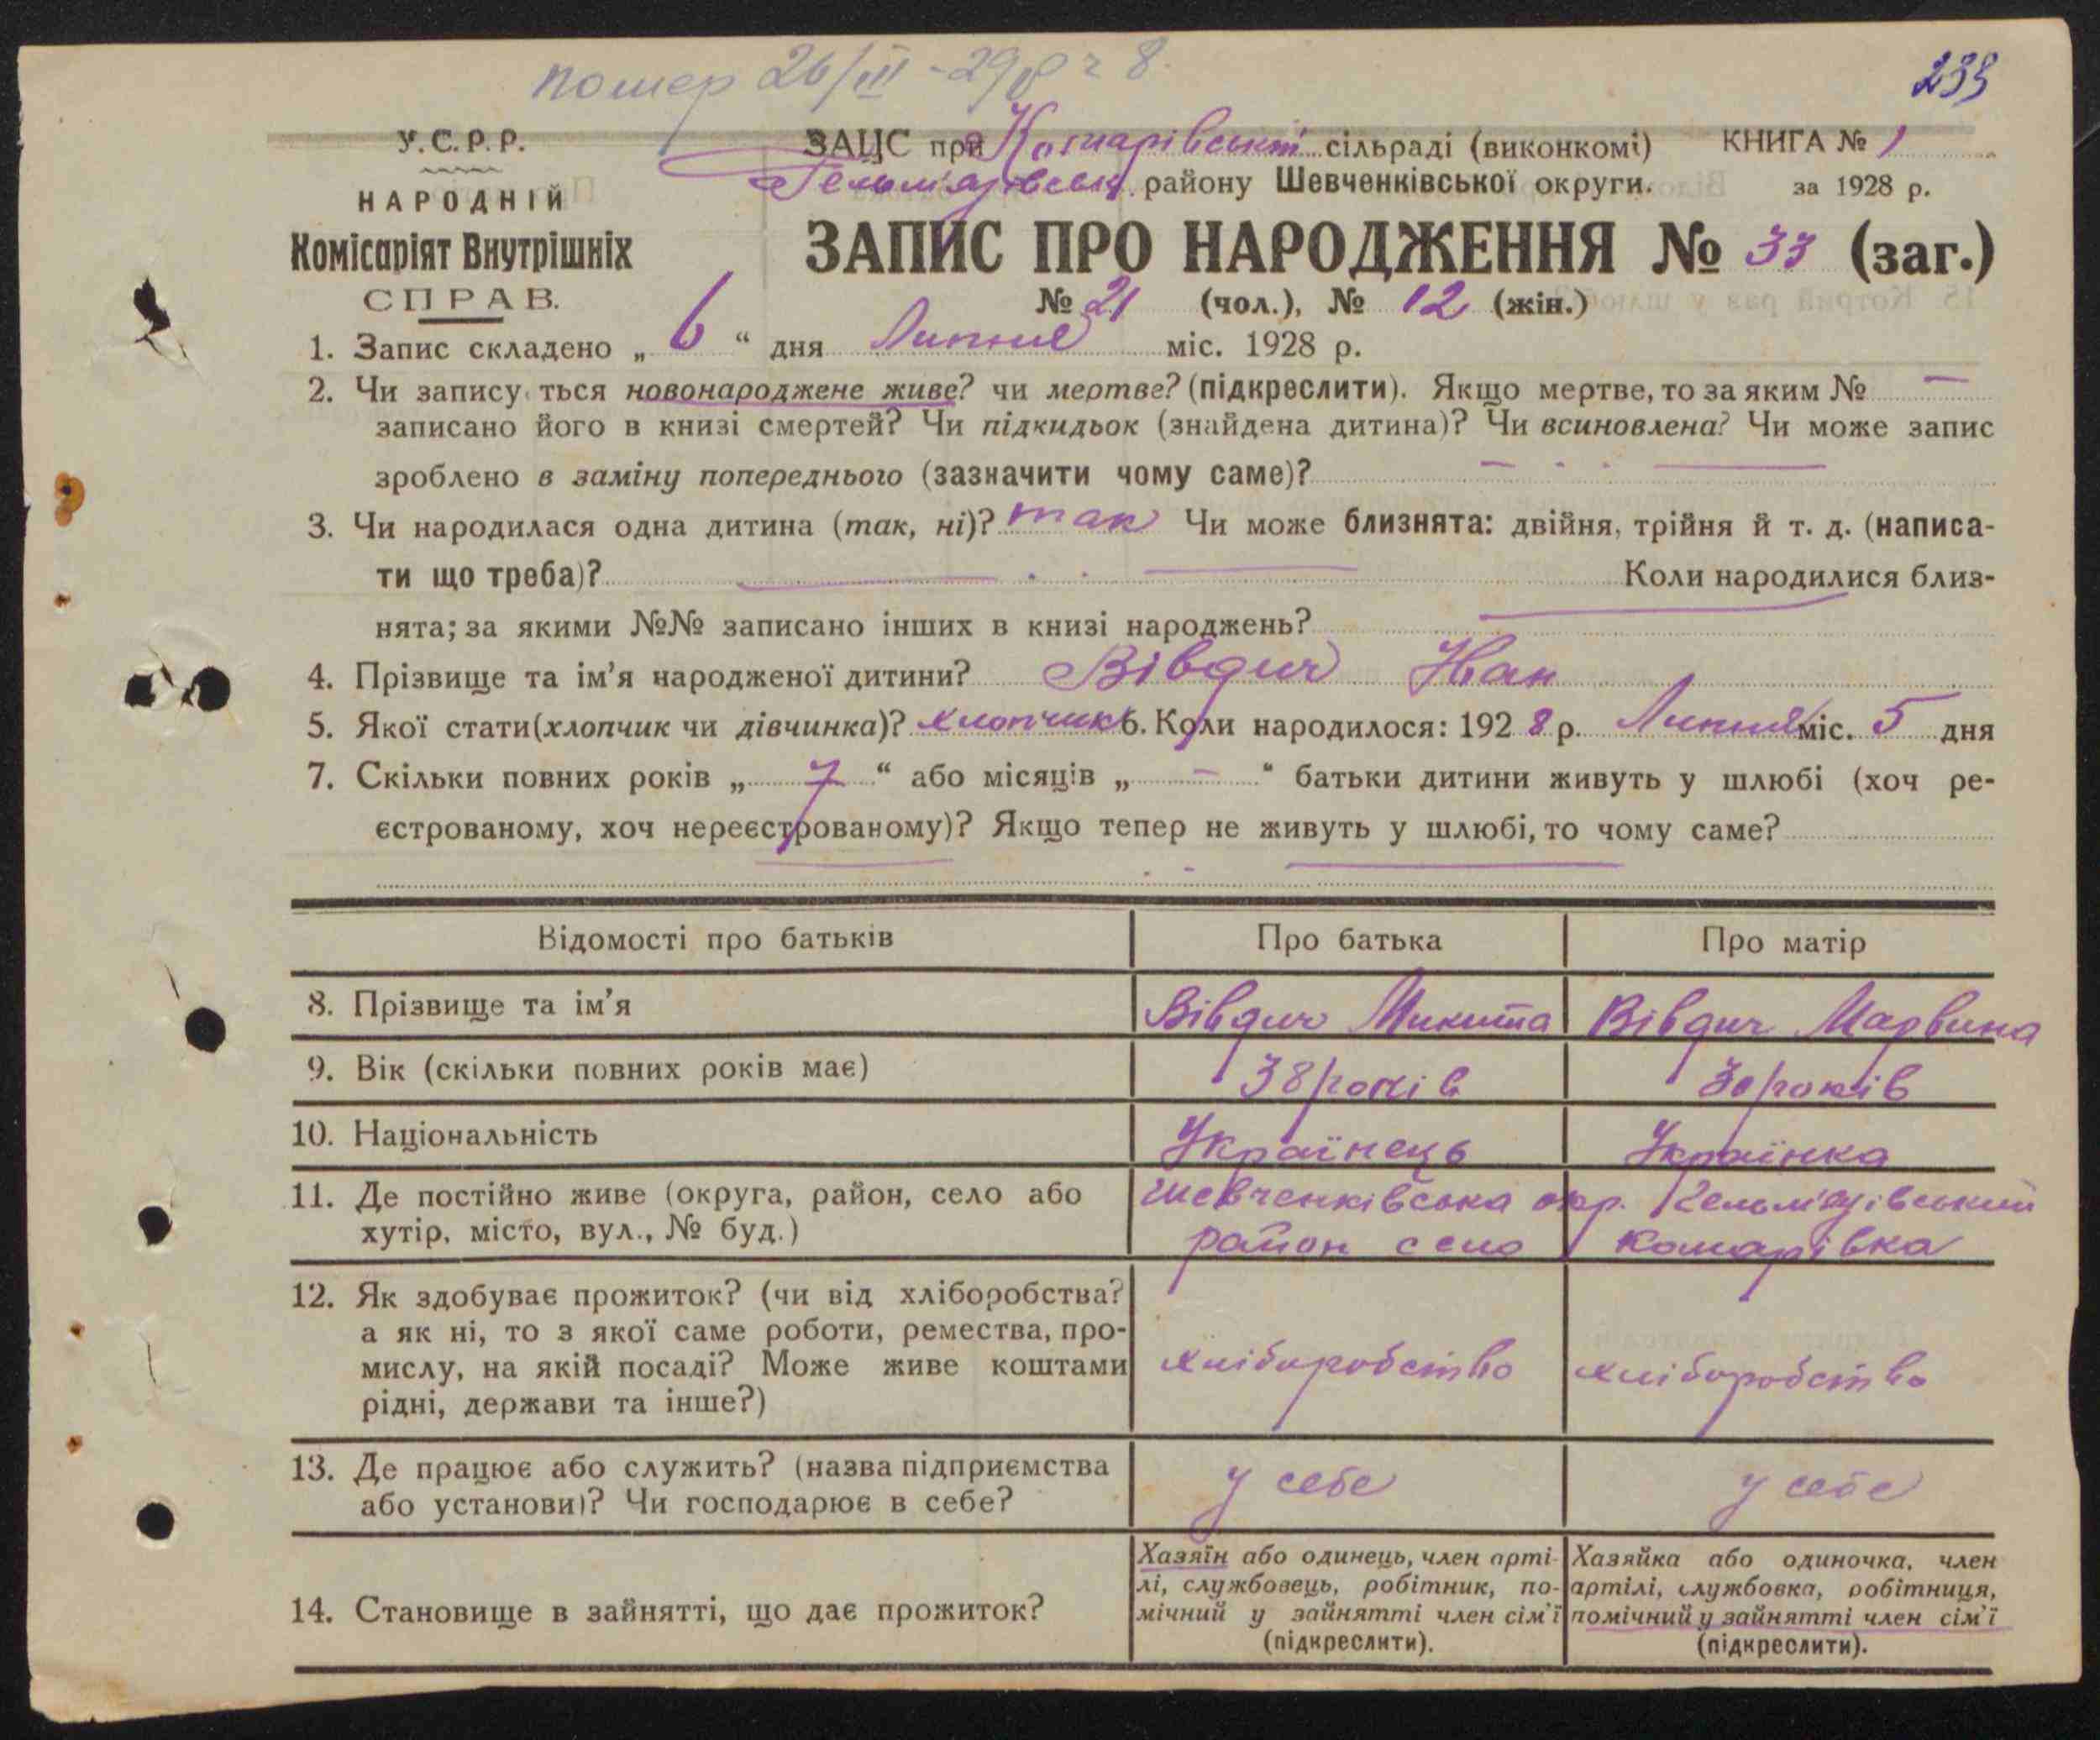 помер 26/III-29р ч 8.
233
У.С.Р.Р.
НАРОДНІЙ
Комісаріят Внутрішніх
СПРАВ.
ЗАЦС при сільраді (виконкомі) КНИГА № 1
Гельмязівськ. району Шевченківської округи. за 1928 р.
ЗАПИС ПРО НАРОДЖЕННЯ № 33 (заг.)
№ 21 (чол.), № 12 (жін.)
1. Запис складено „ 6 “ дня Липня міс. 1928 р.
2. Чи запису ться новонароджене живе? чи мертве? (підкреслити). Якщо мертве, то за яким № —
записано його в книзі смертей? Чи підкидьок (знайдена дитина)? Чи всиновлена? Чи може запис
зроблено в заміну попереднього (зазначити чому саме)?
3. Чи народилася одна дитина (так, ні)? так Чи може близнята: двійня, трійня й т. д. (написа-
ти що треба)? Коли народилися близ-
нята; за якими №№ записано інших в книзі народжень?
4. Прізвище та ім’я народженої дитини? Вівдич Іван
5. Якої стати (хлопчик чи дівчинка)? хлопчик 6. Коли народилося: 1928 р. Липня міс. 5 дня
7. Скільки повних років „ 7 “ або місяців „ — “ батьки дитини живуть у шлюбі (хоч ре-
єстрованому, хоч нереєстрованому)? Якщо тепер не живуть у шлюбі, то чому саме?
Відомості про батьків Про батька Про матір
8. Прізвище та ім’я Вівдич Микита Вівдич Марвина
9. Вік (скільки повних років має) 38 років 30 років
10. Національність Українець Українка
11. Де постійно живе (округа, район, село або Шевченківська окр. Гельмязівський
хутір, місто, вул., № буд.) район село Комарівка
12. Як здобуває прожиток? (чи від хліборобства?
а як ні, то з якої саме роботи, ремества, про-
мислу, на якій посаді? Може живе коштами хліборобство хліборобство
рідні, держави та інше?)
13. Де працює або служить? (назва підприємства у себе у себе
або установи)? Чи господарює в себе?
14. Становище в зайнятті, що дає прожиток?
Хазяїн або одинець, член арті-
лі, службовець, робітник, по-
мічний у зайнятті член сім’ї
(підкреслити).
Хазяйка або одиночка, член
артілі, службовка, робітниця,
помічний у зайнятті член сім’ї
(підкреслити).